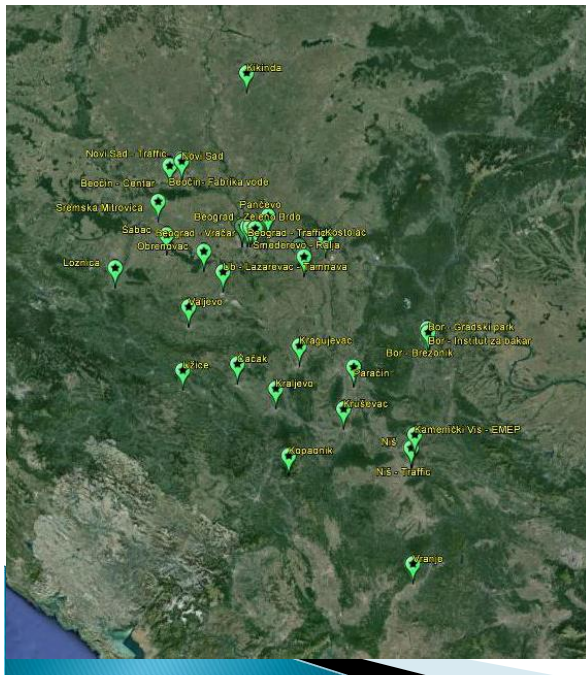 Kikinda
Novi Sad - Traffic
Novi Sad
Beočin - Centar
Beočin- Fabrika vode
Sremska Mitrovica
Pančevo
Beograd - Zeleno Brdo
Šabac
Beograd - Vračar
Beograd - Traffic
Kostolac
Obrenovac
Smederevo - Ralja
Loznica
Ub - Lazarevac - Tamnava
Valjevo
Bor - Gradski park
Bor - Institut za bakar
Bor - Brezonik
Kragujevac
Čačak
Užice
Paraćin
Kraljevo
Kruševac
Kamenički Vis - EMEP
Niš
Kopaonik
Niš - Traffic
Vranje